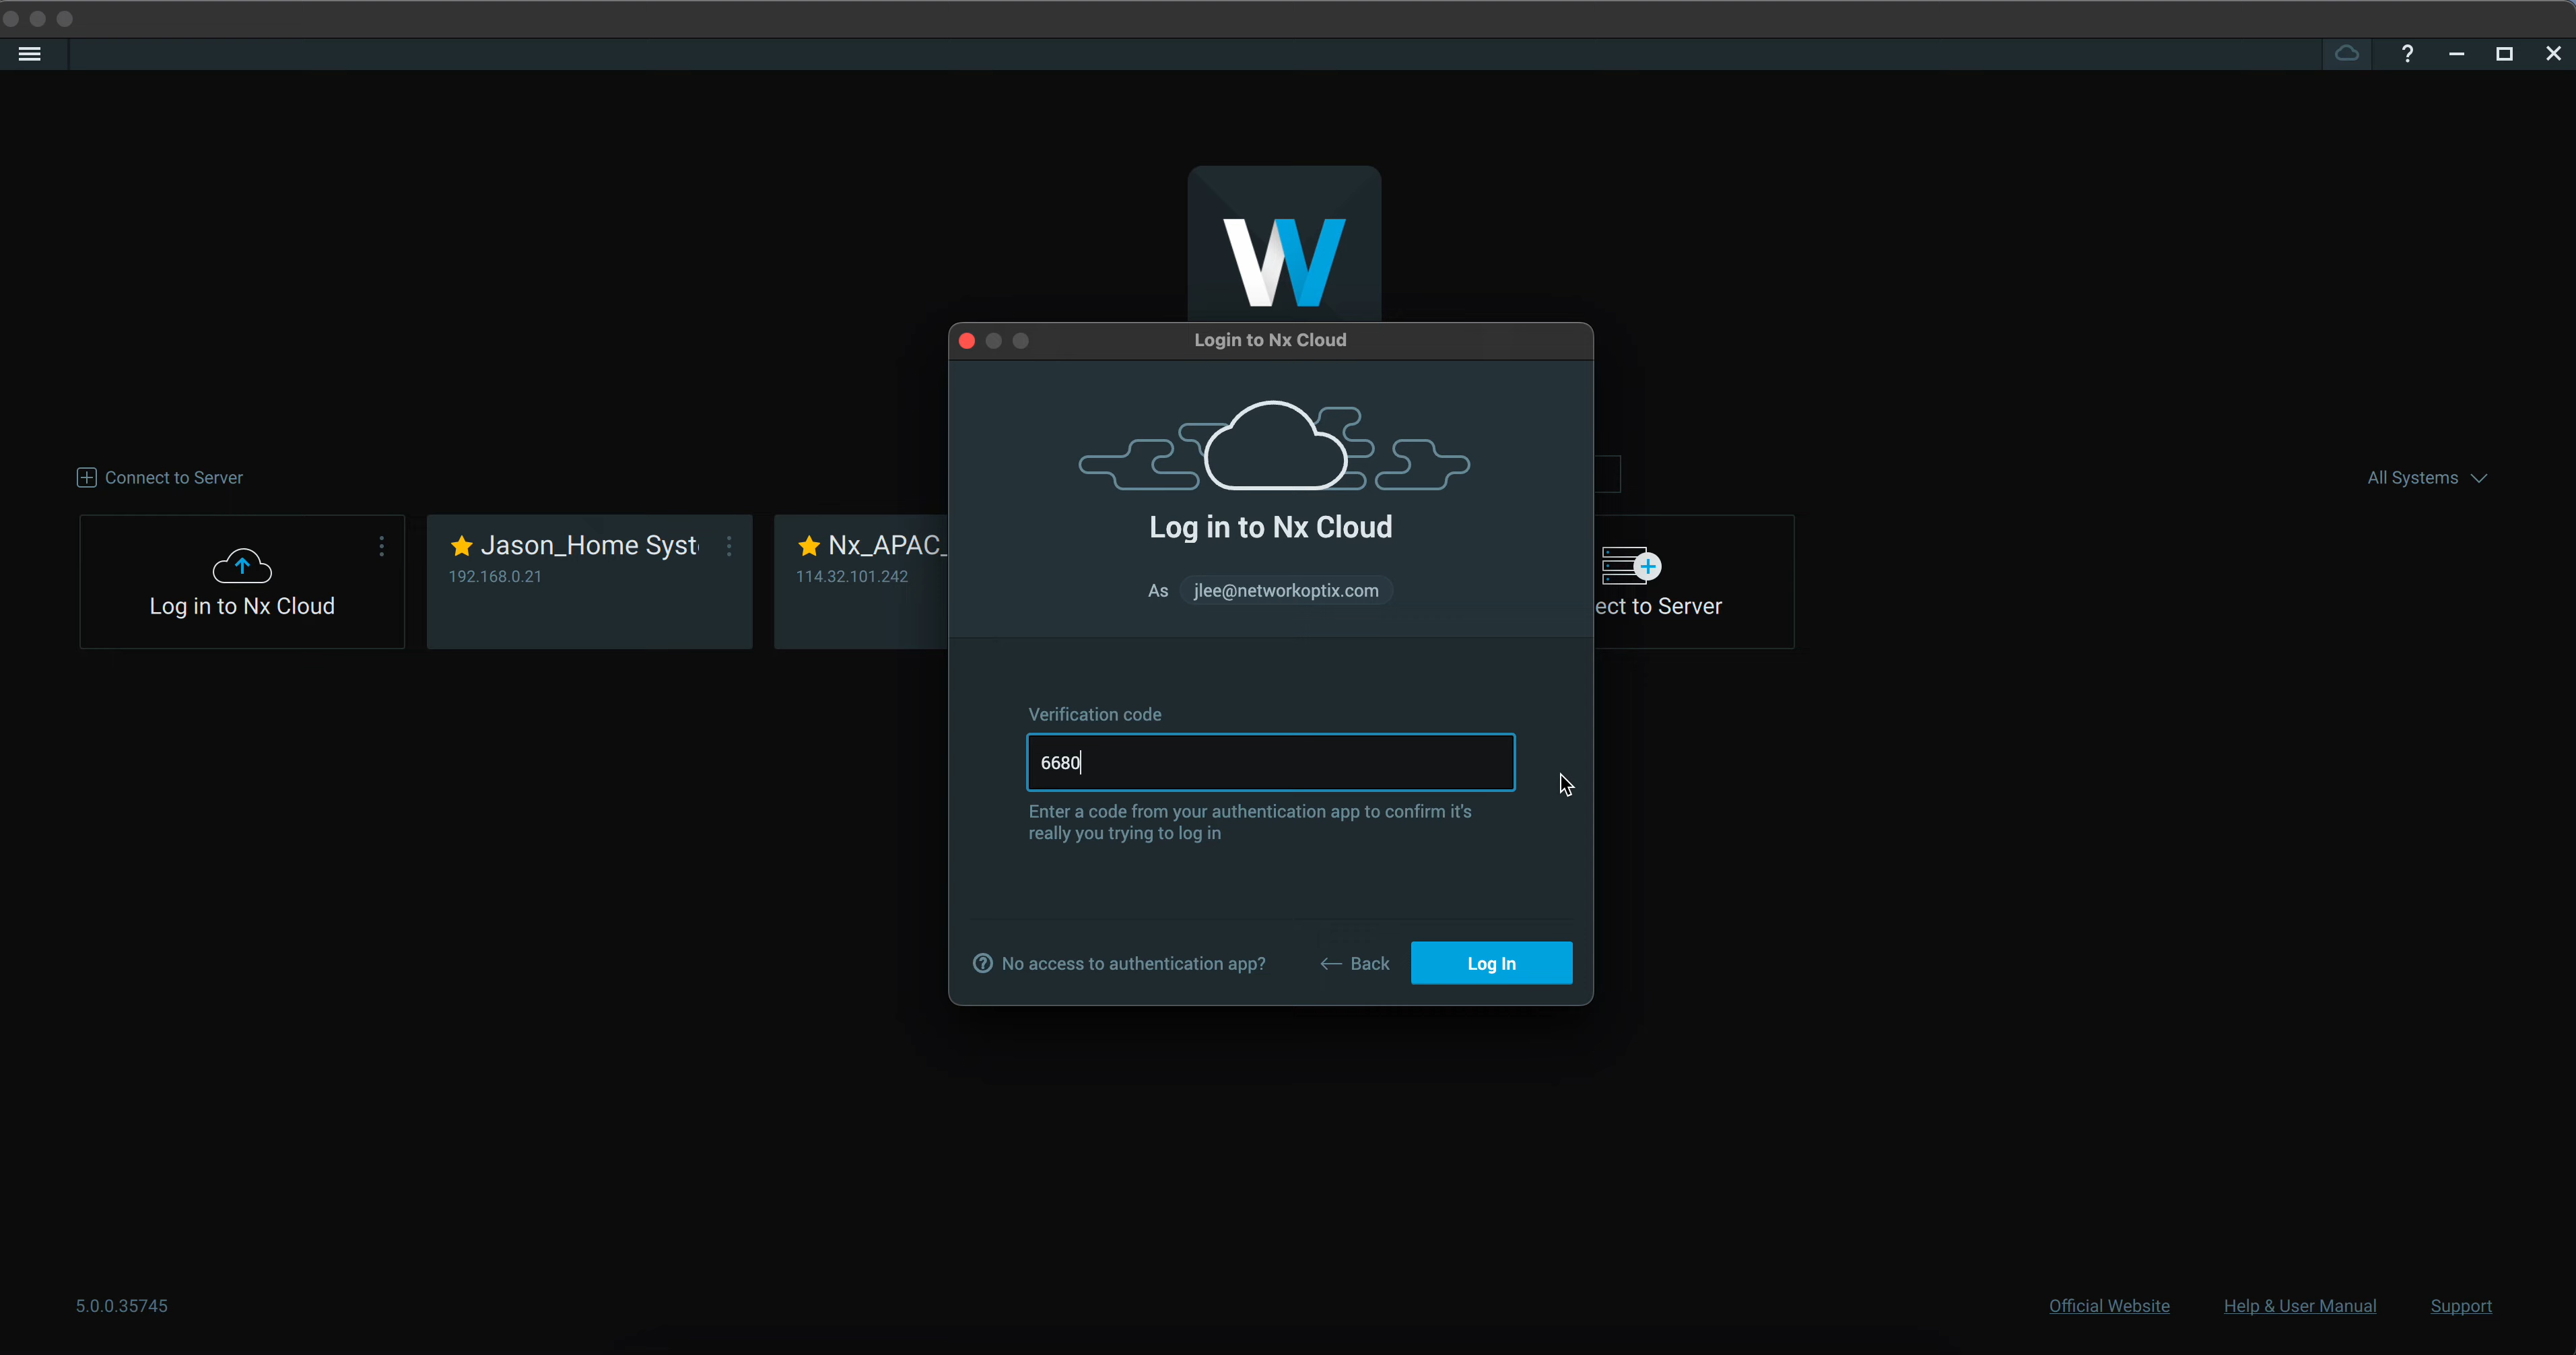 ?
Login to Nx Cloud
Connect to Server
All Systems
Log in to Nx Cloud
Jason_Home Syst
192.168.0.21
Nx_APAC_
114.32.101.242
Log in to Nx Cloud
As jlee@networkoptix.com
ect to Server
Verification code
6680
Enter a code from your authentication app to confirm it's
really you trying to log in
? No access to authentication app?
← Back
Log In
5.0.0.35745
Official Website
Help & User Manual
Support